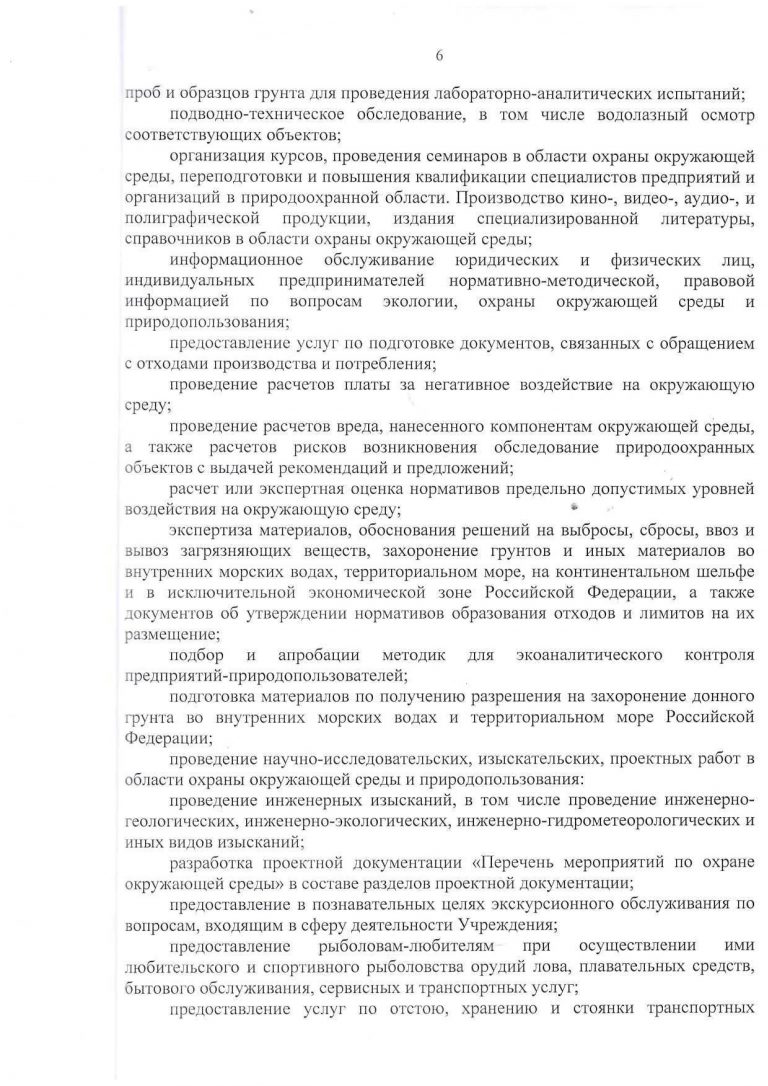 6
проб и образцов грунта для проведения лабораторно-аналитических испытаний;
подводно-техническое обследование, в том числе водолазный осмотр
соответствующих объектов;
организация курсов, проведения семинаров в области охраны окружающей
среды, переподготовки и повышения квалификации специалистов предприятий и
организаций в природоохранной области. Производство кино-, видео-, аудио-, и
полиграфической продукции, издания специализированной литературы,
справочников в области охраны окружающей среды;
информационное обслуживание юридических и физических лиц,
индивидуальных предпринимателей нормативно-методической, правовой
информацией по вопросам экологии, охраны окружающей среды и
природопользования;
предоставление услуг по подготовке документов, связанных с обращением
с отходами производства и потребления;
проведение расчетов платы за негативное воздействие на окружающую
среду;
проведение расчетов вреда, нанесенного компонентам окружающей среды,
а также расчетов рисков возникновения обследование природоохранных
объектов с выдачей рекомендаций и предложений;
расчет или экспертная оценка нормативов предельно допустимых уровней
воздействия на окружающую среду;
экспертиза материалов, обоснования решений на выбросы, сбросы, ввоз и
вывоз загрязняющих веществ, захоронение грунтов и иных материалов во
внутренних морских водах, территориальном море, на континентальном шельфе
и в исключительной экономической зоне Российской Федерации, а также
документов об утверждении нормативов образования отходов и лимитов на их
размещение;
подбор и апробации методик для экоаналитического контроля
предприятий-природопользователей;
подготовка материалов по получению разрешения на захоронение донного
грунта во внутренних морских водах и территориальном море Российской
Федерации;
проведение научно-исследовательских, изыскательских, проектных работ в
области охраны окружающей среды и природопользования:
проведение инженерных изысканий, в том числе проведение инженерно-
геологических, инженерно-экологических, инженерно-гидрометеорологических и
иных видов изысканий;
разработка проектной документации «Перечень мероприятий по охране
окружающей среды» в составе разделов проектной документации;
предоставление в познавательных целях экскурсионного обслуживания по
вопросам, входящим в сферу деятельности Учреждения;
предоставление рыболовам-любителям при осуществлении ими
любительского и спортивного рыболовства орудий лова, плавательных средств,
бытового обслуживания, сервисных и транспортных услуг;
предоставление услуг по отстою, хранению и стоянки транспортных